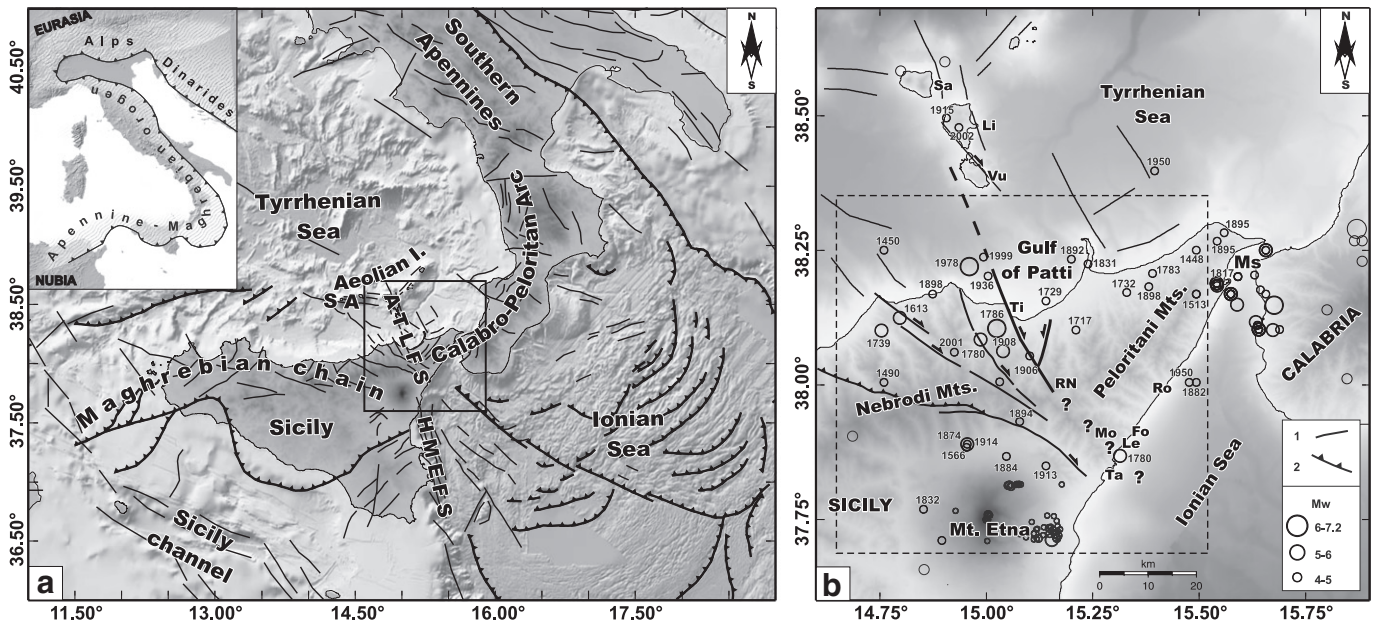 EURASIA
Alps
Dinarides
Apennine-Maghrebian orogen
NUBIA
N
S
Southern
Apennines
Tyrrhenian
Sea
Aeolian I.
S-A
A-T-L-F-S
Calabro-Peloritan Arc
Maghrebian chain
Sicily
HMEFS
Ionian
Sea
Sicily
channel
a
40.50°
39.50°
38.50°
37.50°
36.50°
11.50°
13.00°
14.50°
16.00°
17.50°
N
S
Sa
1915
2002
Li
Vu
Tyrrhenian
Sea
1950
1450
1978
1999
1936
Gulf
of Patti
1892
1831
1895
1895
1448
1783
1817
Ms
1898
1613
1739
Ti
1729
1732
1898
1513
1786
1908
2001
1780
1906
1717
Peloritani Mts.
CALABRIA
1490
Nebrodi Mts.
RN
?
Ro
1950
1882
1894
?
Mo
?
Fo
Le
1780
Ta
?
1874
1914
1566
1884
1913
SICILY
1832
Mt. Etna
Ionian Sea
km
0 10 20
1
2
Mw
6-7.2
5-6
4-5
b
38.50°
38.25°
38.00°
37.75°
14.75°
15.00°
15.25°
15.50°
15.75°